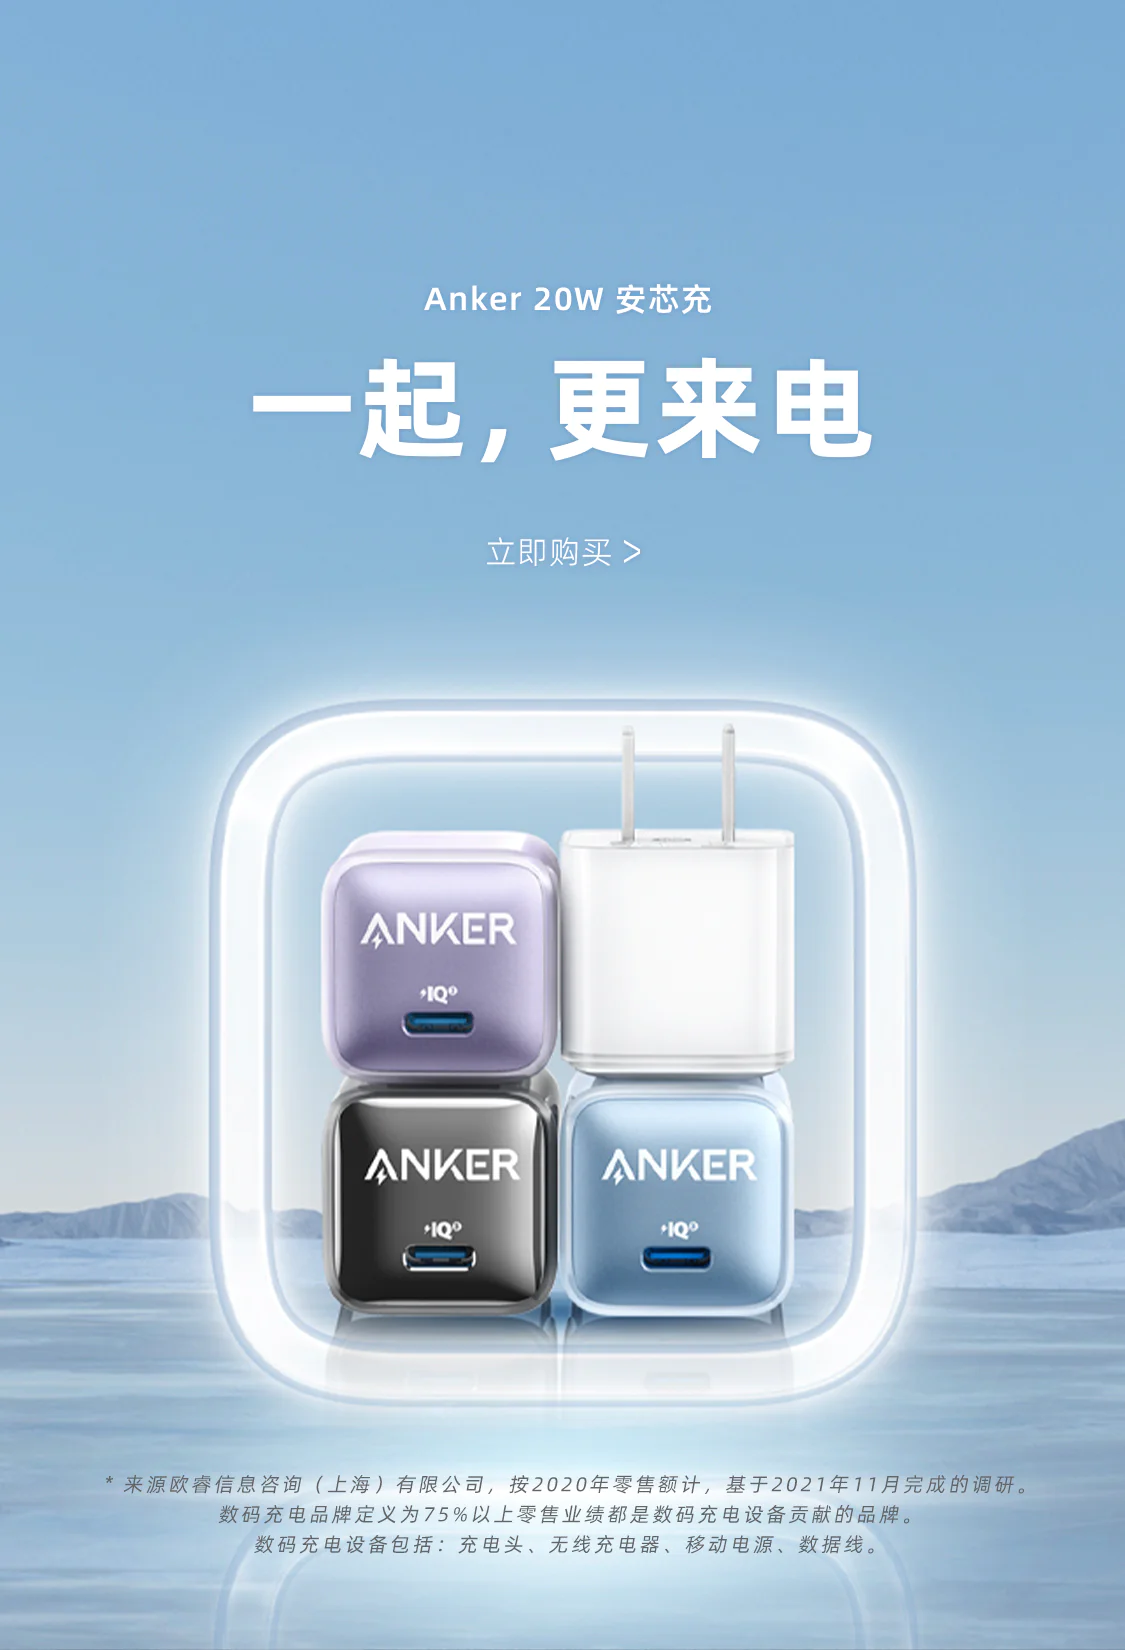 Anker 20W 安芯充
一起，更来电
立即购买 >
ANKER
IQ3
ANKER
IQ3
ANKER
IQ3
* 来源欧睿信息咨询（上海）有限公司，按2020年零售额计，基于2021年11月完成的调研。
数码充电品牌定义为75%以上零售业绩都是数码充电设备贡献的品牌。
数码充电设备包括：充电头、无线充电器、移动电源、数据线。